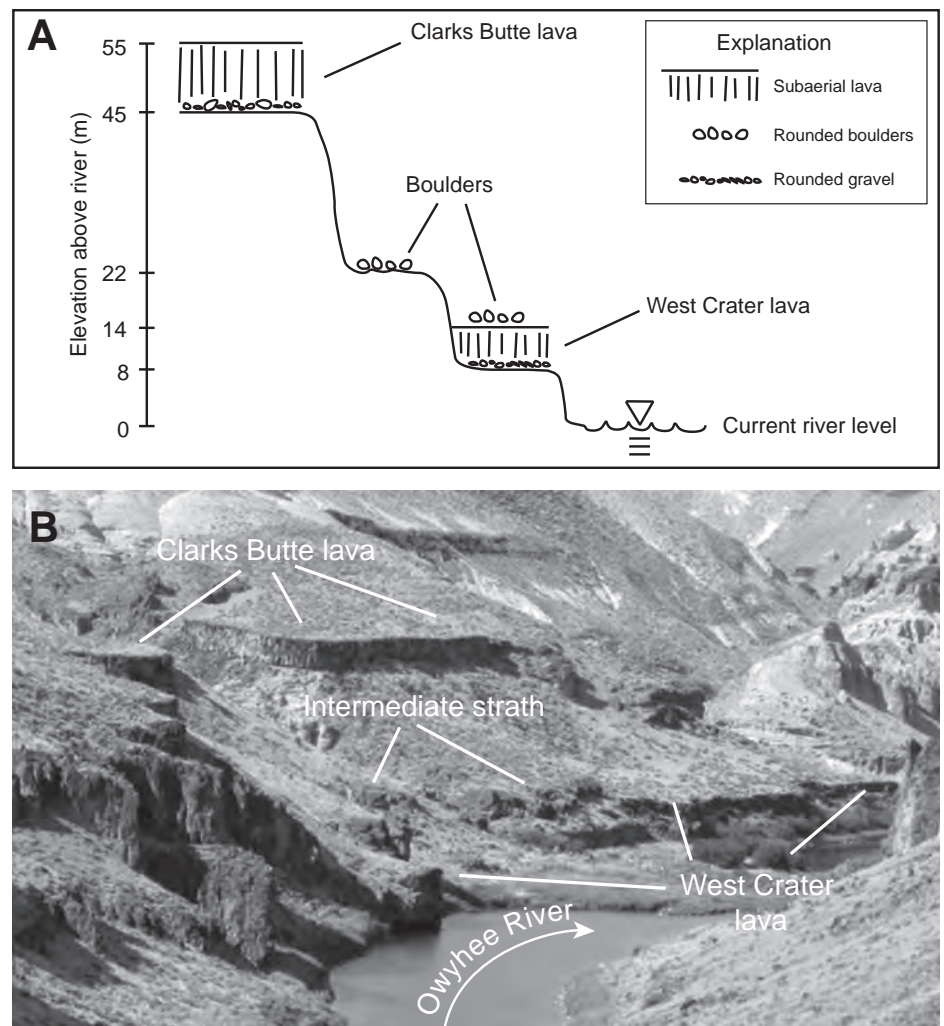 A
55
45
22
14
8
0
Elevation above river (m)
Clarks Butte lava
Boulders
West Crater lava
Current river level
Explanation
Subaerial lava
Rounded boulders
Rounded gravel
B
Clarks Butte lava
Intermediate strath
West Crater
lava
Owyhee River